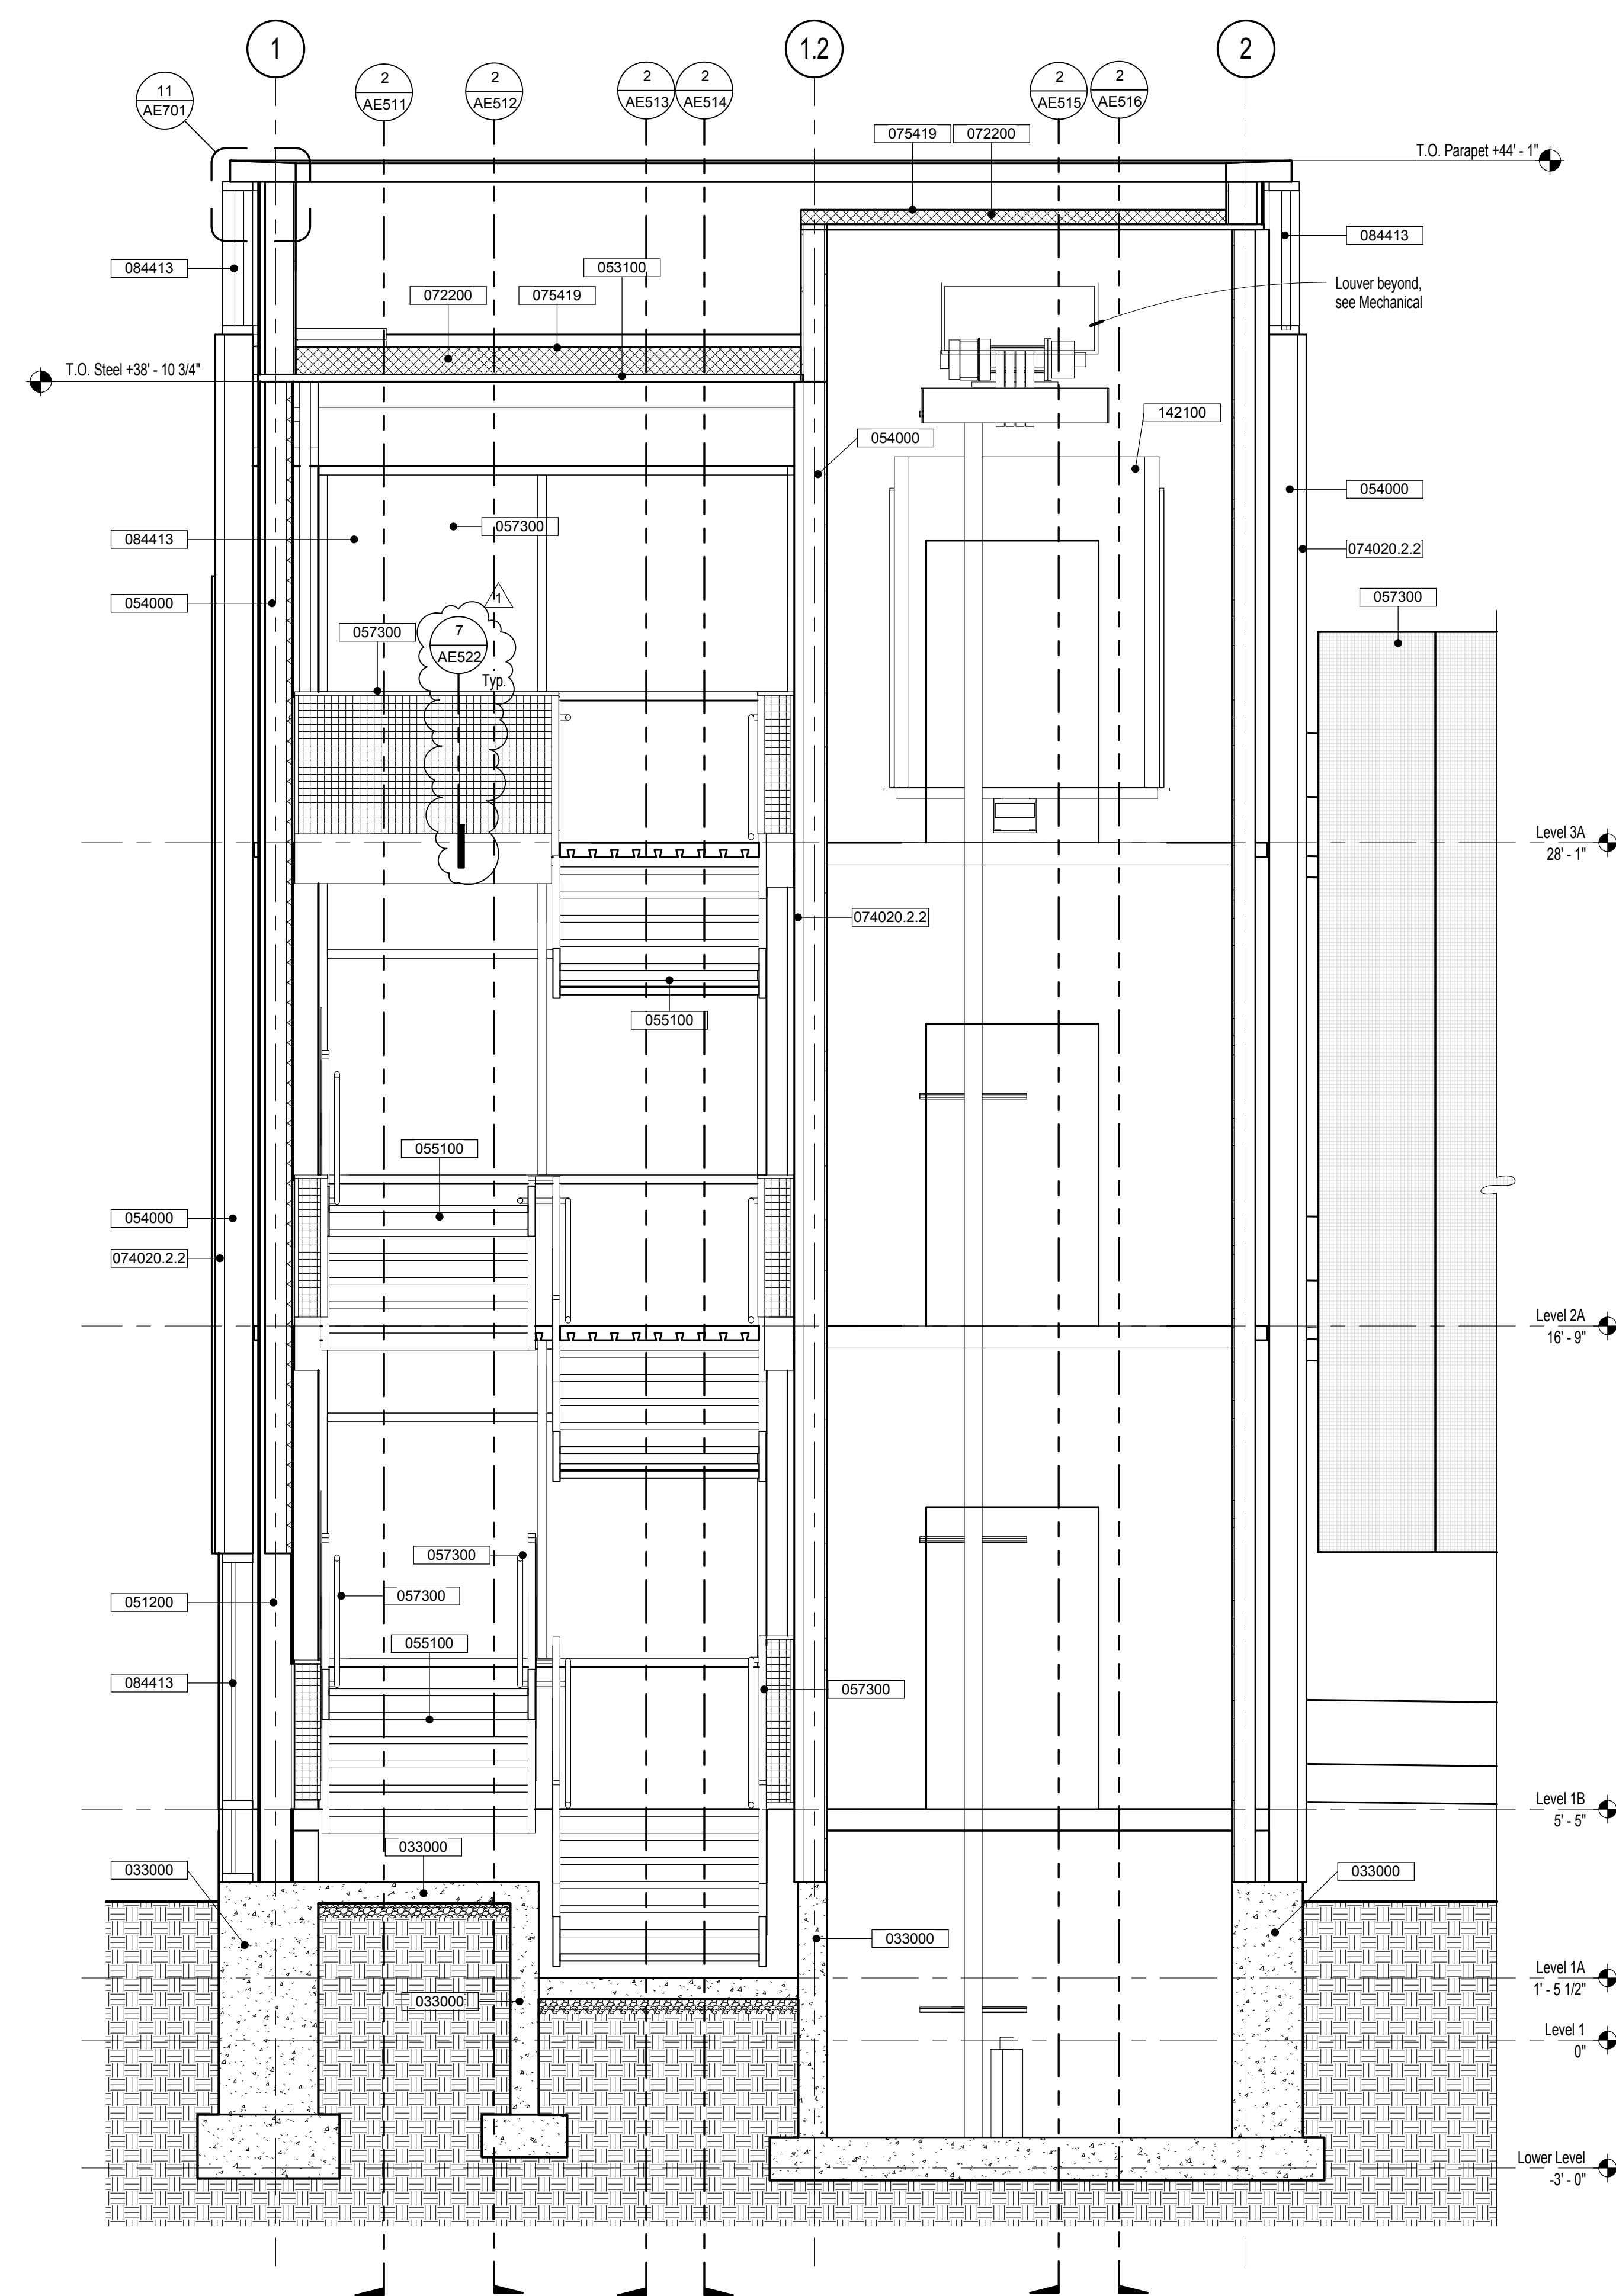 1
1.2
2
11
AE701
2
AE511
2
AE512
2
AE513
2
AE514
2
AE515
2
AE516
075419
072200
T.O. Parapet +44' - 1"
084413
084413
053100
072200
075419
Louver beyond,
see Mechanical
T.O. Steel +38' - 10 3/4"
142100
054000
054000
057300
084413
074020.2.2
054000
1
057300
057300
7
AE522
Typ.
Level 3A
28' - 1"
074020.2.2
055100
055100
054000
074020.2.2
Level 2A
16' - 9"
057300
057300
051200
055100
084413
057300
Level 1B
5' - 5"
033000
033000
033000
033000
Level 1A
1' - 5 1/2"
033000
Level 1
0"
Lower Level
-3' - 0"